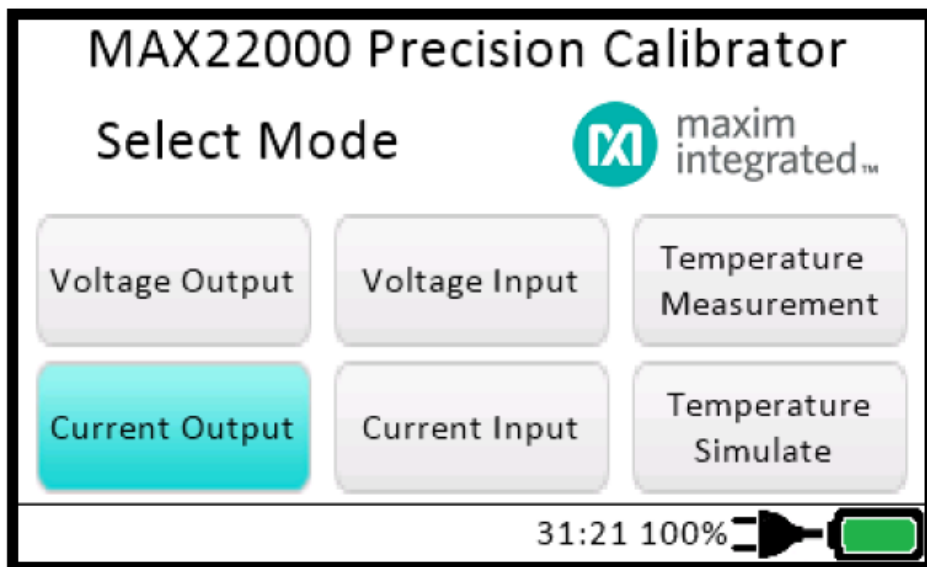 MAX22000 Precision Calibrator
Select Mode
maxim
integrated™
Voltage Output
Voltage Input
Temperature
Measurement
Current Output
Current Input
Temperature
Simulate
31:21 100%